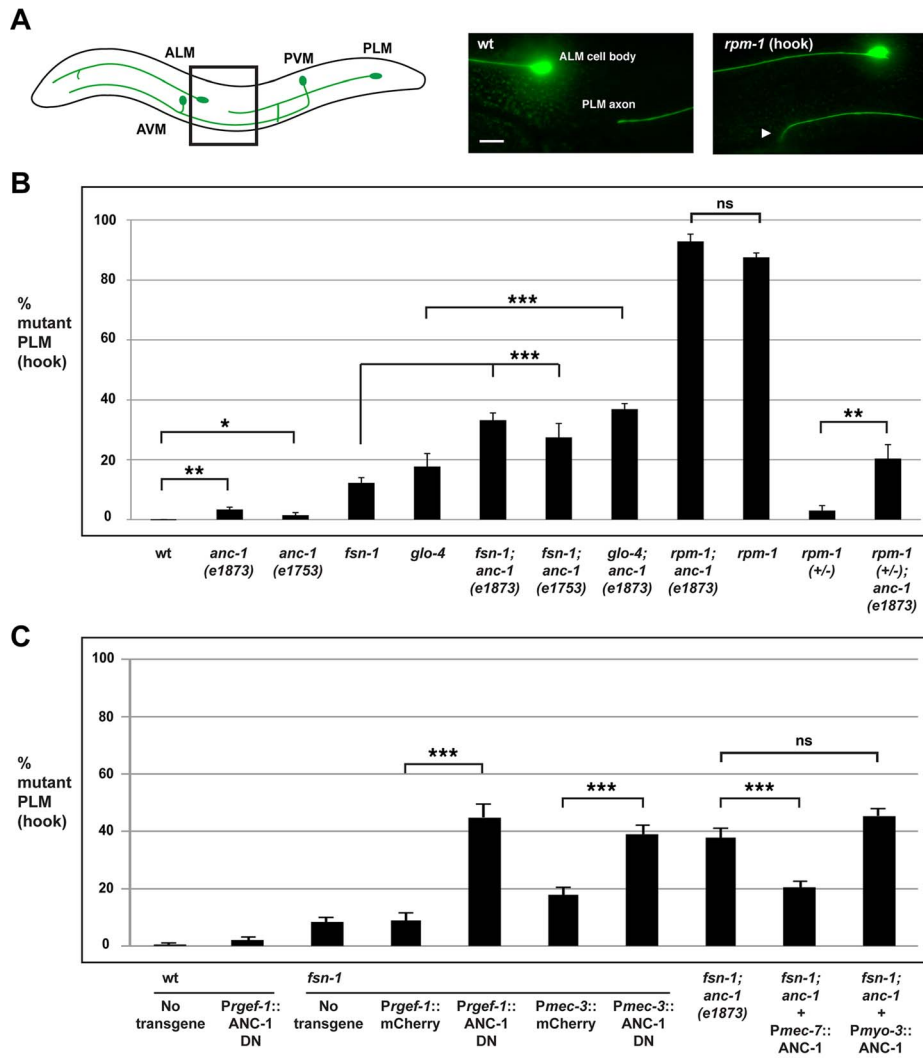 A
ALM
PVM
PLM
AVM
wt
ALM cell body
PLM axon
rpm-1 (hook)
B
%
mutant
PLM
(hook)
100
80
60
40
20
0
*
**
***
***
ns
**
wt
anc-1
(e1873)
anc-1
(e1753)
fsn-1
glo-4
fsn-1;
anc-1
(e1873)
fsn-1;
anc-1
(e1753)
glo-4;
anc-1
(e1873)
rpm-1;
anc-1
(e1873)
rpm-1
rpm-1
(+/-)
rpm-1
(+/-);
anc-1
(e1873)
C
%
mutant
PLM
(hook)
100
80
60
40
20
0
***
***
***
ns
wt
No
transgene
Prgef-1::
ANC-1
DN
fsn-1
No
transgene
Prgef-1::
mCherry
Prgef-1::
ANC-1
DN
Pmec-3::
mCherry
Pmec-3::
ANC-1
DN
fsn-1;
anc-1
(e1873)
fsn-1;
anc-1
+
Pmec-7::
ANC-1
fsn-1;
anc-1
+
Pmyo-3::
ANC-1